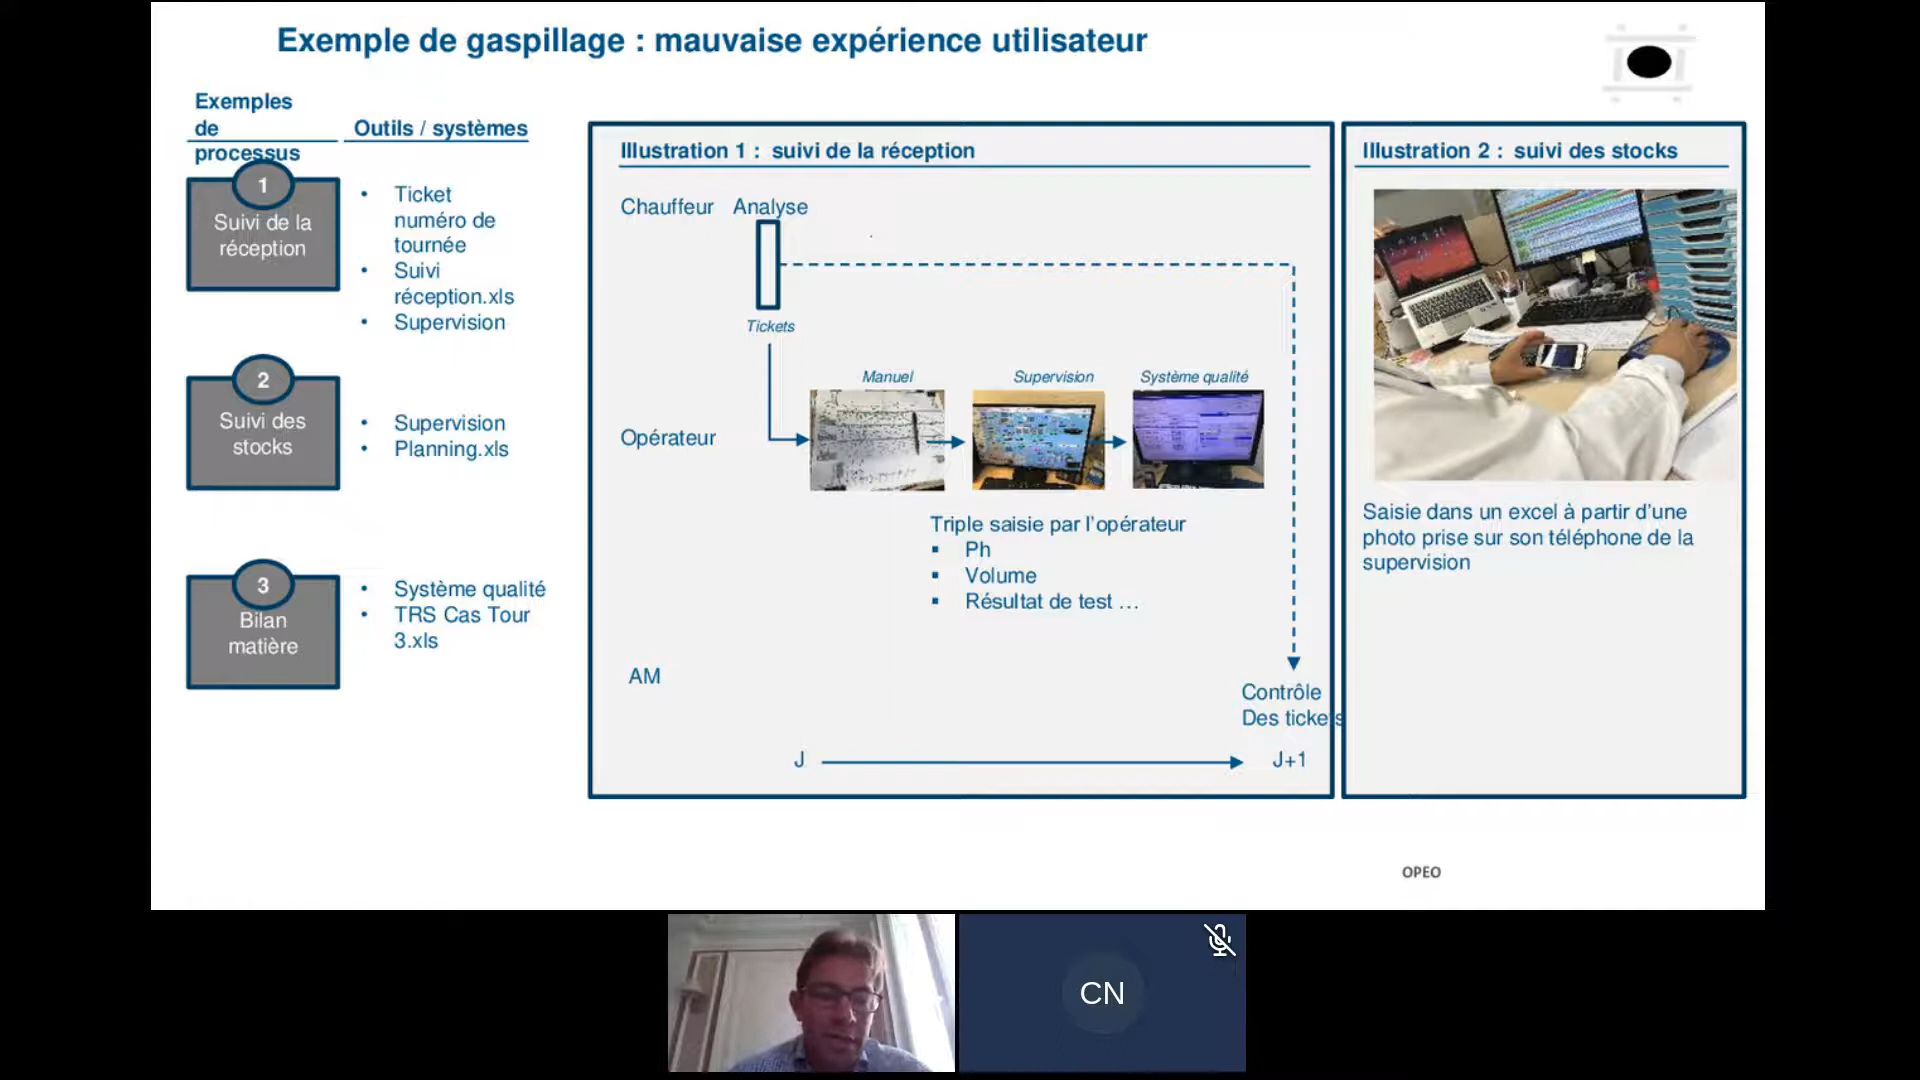 Exemple de gaspillage : mauvaise expérience utilisateur
Exemples
de
processus
Outils / systèmes
1
Suivi de la
réception
• Ticket
numéro de
tournée
• Suivi
réception.xls
• Supervision
2
Suivi des
stocks
• Supervision
• Planning.xls
3
Bilan
matière
• Système qualité
• TRS Cas Tour
3.xls
Illustration 1 : suivi de la réception
Chauffeur Analyse
Tickets
Manuel
Supervision
Système qualité
Opérateur
Triple saisie par l’opérateur
▪ Ph
▪ Volume
▪ Résultat de test …
AM
Contrôle
Des tickets
J
J+1
Illustration 2 : suivi des stocks
Saisie dans un excel à partir d’une
photo prise sur son téléphone de la
supervision
OPEO
CN